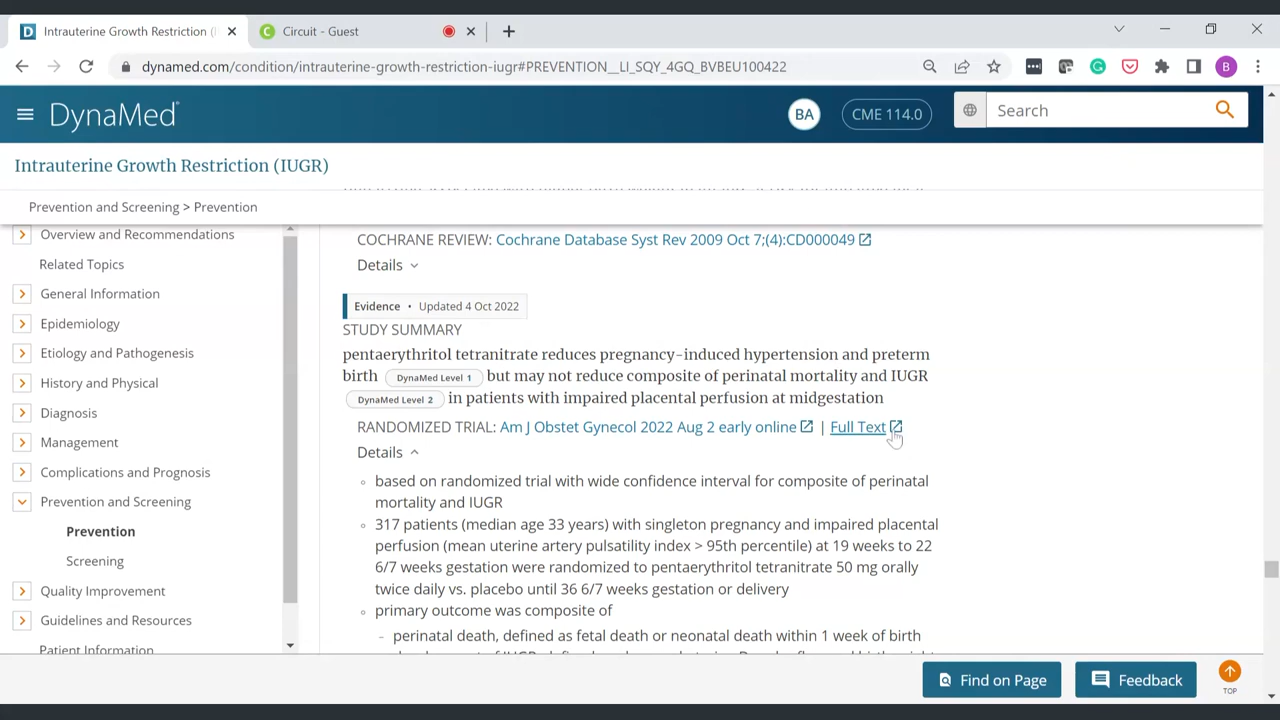 Intrauterine Growth Restriction (I
Circuit - Guest
dynamed.com/condition/intrauterine-growth-restriction-iugr#PREVENTION__LI_SQY_4GQ_BVBEU100422
B
DynaMed
BA
CME 114.0
Search
Intrauterine Growth Restriction (IUGR)
Prevention and Screening > Prevention
Overview and Recommendations
Related Topics
General Information
Epidemiology
Etiology and Pathogenesis
History and Physical
Diagnosis
Management
Complications and Prognosis
Prevention and Screening
Prevention
Screening
Quality Improvement
Guidelines and Resources
Patient Information
COCHRANE REVIEW: Cochrane Database Syst Rev 2009 Oct 7;(4):CD000049
Details
Evidence • Updated 4 Oct 2022
STUDY SUMMARY
pentaerythritol tetranitrate reduces pregnancy-induced hypertension and preterm
birth DynaMed Level 1 but may not reduce composite of perinatal mortality and IUGR
DynaMed Level 2 in patients with impaired placental perfusion at midgestation
RANDOMIZED TRIAL: Am J Obstet Gynecol 2022 Aug 2 early online | Full Text
Details
based on randomized trial with wide confidence interval for composite of perinatal
mortality and IUGR
317 patients (median age 33 years) with singleton pregnancy and impaired placental
perfusion (mean uterine artery pulsatility index > 95th percentile) at 19 weeks to 22
6/7 weeks gestation were randomized to pentaerythritol tetranitrate 50 mg orally
twice daily vs. placebo until 36 6/7 weeks gestation or delivery
primary outcome was composite of
- perinatal death, defined as fetal death or neonatal death within 1 week of birth
Find on Page
Feedback
TOP